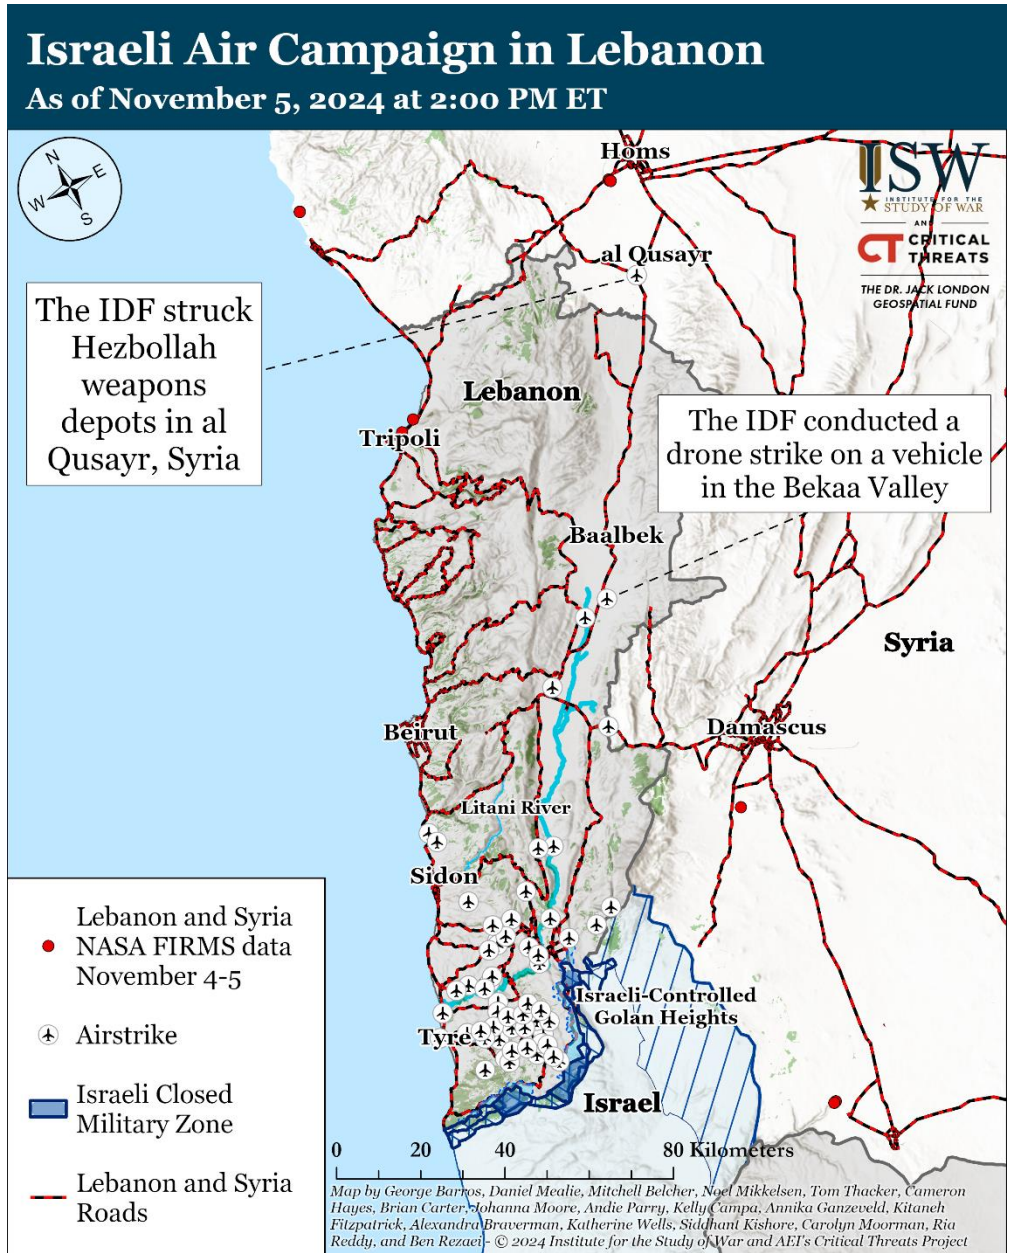 Israeli Air Campaign in Lebanon
As of November 5, 2024 at 2:00 PM ET
N
E
W
S
Homs
ISW
INSTITUTE FOR THE
STUDY OF WAR
AND
CT CRITICAL
THREATS
THE DR. JACK LONDON
GEOSPATIAL FUND
al Qusayr
The IDF struck
Hezbollah
weapons
depots in al
Qusayr, Syria
Lebanon
The IDF conducted a
drone strike on a vehicle
in the Bekaa Valley
Tripoli
Baalbek
Syria
Beirut
Damascus
Litani River
Sidon
Israeli-Controlled
Golan Heights
Tyre
Israel
Lebanon and Syria
NASA FIRMS data
November 4-5
Airstrike
Israeli Closed
Military Zone
Lebanon and Syria
Roads
0 20 40 80 Kilometers
Map by George Barros, Daniel Mealie, Mitchell Belcher, Noel Mikkelsen, Tom Thacker, Cameron
Hayes, Brian Carter, Johanna Moore, Andie Parry, Kelly Campa, Annika Ganzeveld, Kitaneh
Fitzpatrick, Alexandra Braverman, Katherine Wells, Siddhant Kishore, Carolyn Moorman, Ria
Reddy, and Ben Rezaei - © 2024 Institute for the Study of War and AEI's Critical Threats Project